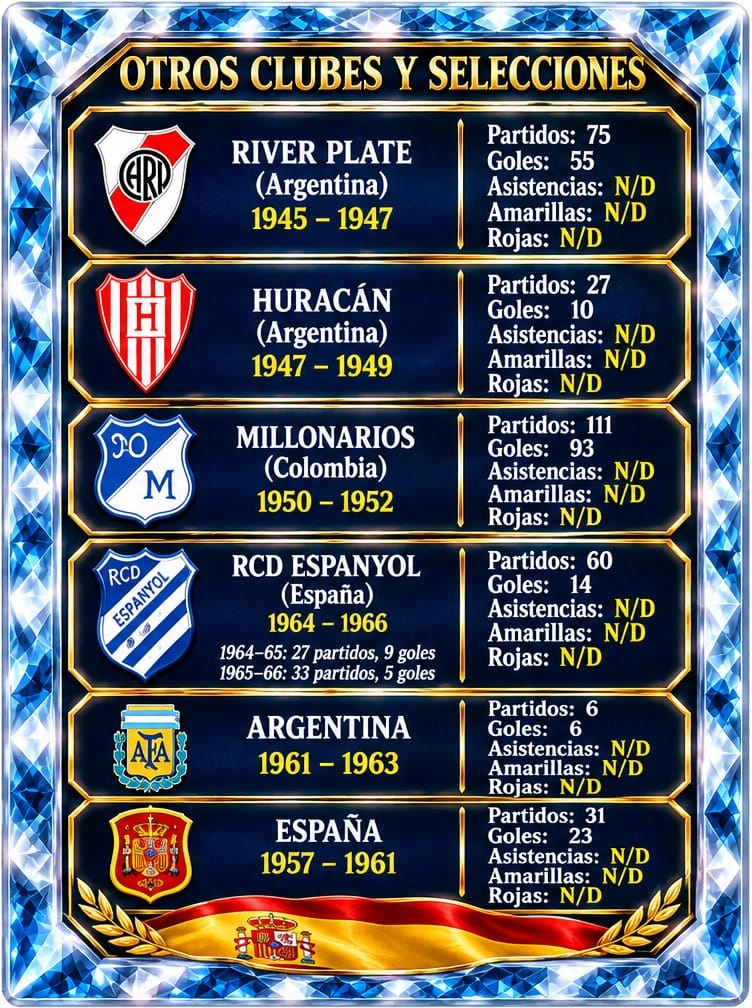 OTROS CLUBES Y SELECCIONES
CARP
RIVER PLATE
(Argentina)
1945 – 1947
Partidos: 75
Goles: 55
Asistencias: N/D
Amarillas: N/D
Rojas: N/D
H
HURACÁN
(Argentina)
1947 – 1949
Partidos: 27
Goles: 10
Asistencias: N/D
Amarillas: N/D
Rojas: N/D
M
MILLONARIOS
(Colombia)
1950 – 1952
Partidos: 111
Goles: 93
Asistencias: N/D
Amarillas: N/D
Rojas: N/D
RCD
ESPANYOL
RCD ESPANYOL
(España)
1964 – 1966
1964–65: 27 partidos, 9 goles
1965–66: 33 partidos, 5 goles
Partidos: 60
Goles: 14
Asistencias: N/D
Amarillas: N/D
Rojas: N/D
AFA
ARGENTINA
1961 – 1963
Partidos: 6
Goles: 6
Asistencias: N/D
Amarillas: N/D
Rojas: N/D
ESPAÑA
1957 – 1961
Partidos: 31
Goles: 23
Asistencias: N/D
Amarillas: N/D
Rojas: N/D